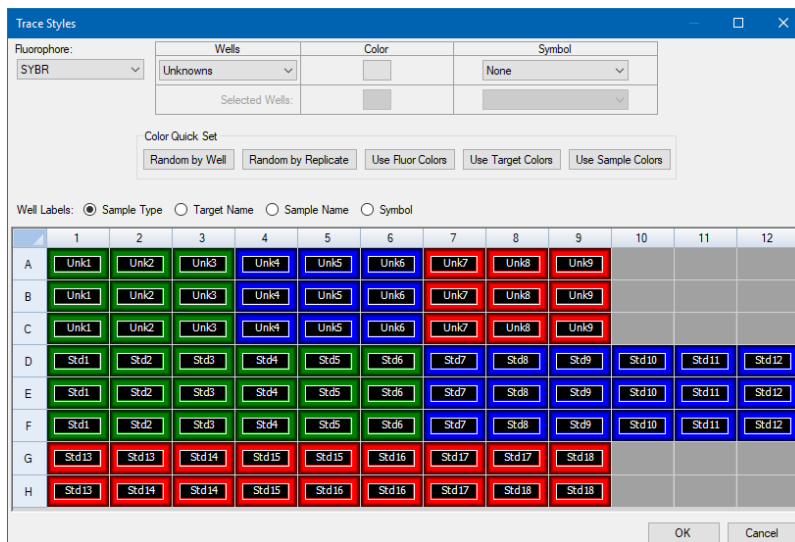 Trace Styles
Fluorophore: Wells Color Symbol
SYBR Unknowns None
Selected Wells:
Color Quick Set
Random by Well Random by Replicate Use Fluor Colors Use Target Colors Use Sample Colors
Well Labels: Sample Type Target Name Sample Name Symbol
1 2 3 4 5 6 7 8 9 10 11 12
A Unk1 Unk2 Unk3 Unk4 Unk5 Unk6 Unk7 Unk8 Unk9
B Unk1 Unk2 Unk3 Unk4 Unk5 Unk6 Unk7 Unk8 Unk9
C Unk1 Unk2 Unk3 Unk4 Unk5 Unk6 Unk7 Unk8 Unk9
D Std1 Std2 Std3 Std4 Std5 Std6 Std7 Std8 Std9 Std10 Std11 Std12
E Std1 Std2 Std3 Std4 Std5 Std6 Std7 Std8 Std9 Std10 Std11 Std12
F Std1 Std2 Std3 Std4 Std5 Std6 Std7 Std8 Std9 Std10 Std11 Std12
G Std13 Std13 Std14 Std15 Std15 Std16 Std17 Std17 Std18
H Std13 Std14 Std14 Std15 Std16 Std16 Std17 Std18 Std18
OK Cancel